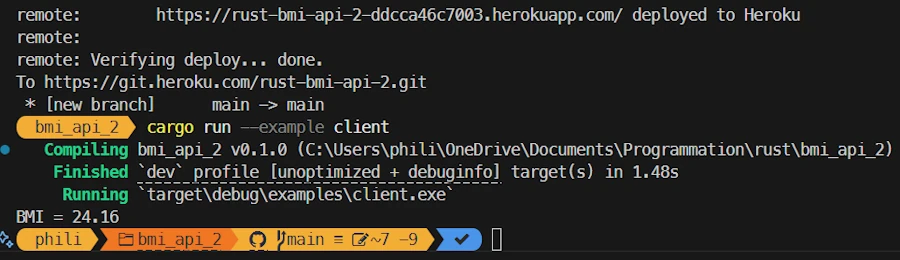 remote:        https://rust-bmi-api-2-ddcca46c7003.herokuapp.com/ deployed to Heroku
remote:
remote: Verifying deploy... done.
To https://git.heroku.com/rust-bmi-api-2.git
 * [new branch]      main -> main
bmi_api_2 cargo run --example client
Compiling bmi_api_2 v0.1.0 (C:\Users\phili\OneDrive\Documents\Programmation\rust\bmi_api_2)
Finished `dev` profile [unoptimized + debuginfo] target(s) in 1.48s
Running `target\debug\examples\client.exe`
BMI = 24.16
phili bmi_api_2 main ≡ ~7 -9